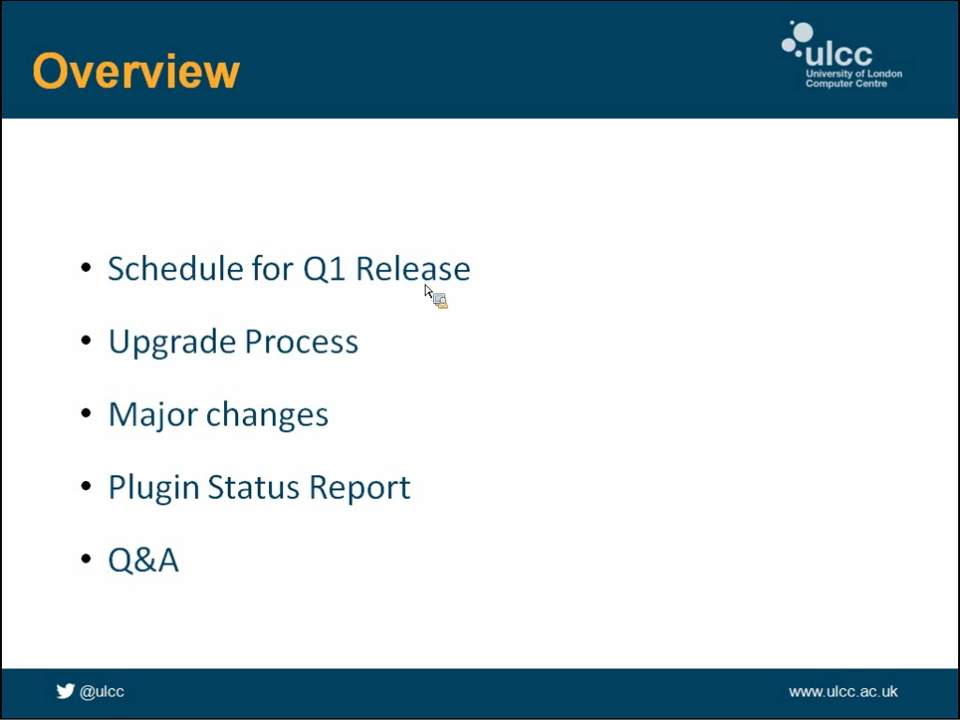 Overview
ulcc
University of London
Computer Centre
• Schedule for Q1 Release
• Upgrade Process
• Major changes
• Plugin Status Report
• Q&A
@ulcc
www.ulcc.ac.uk